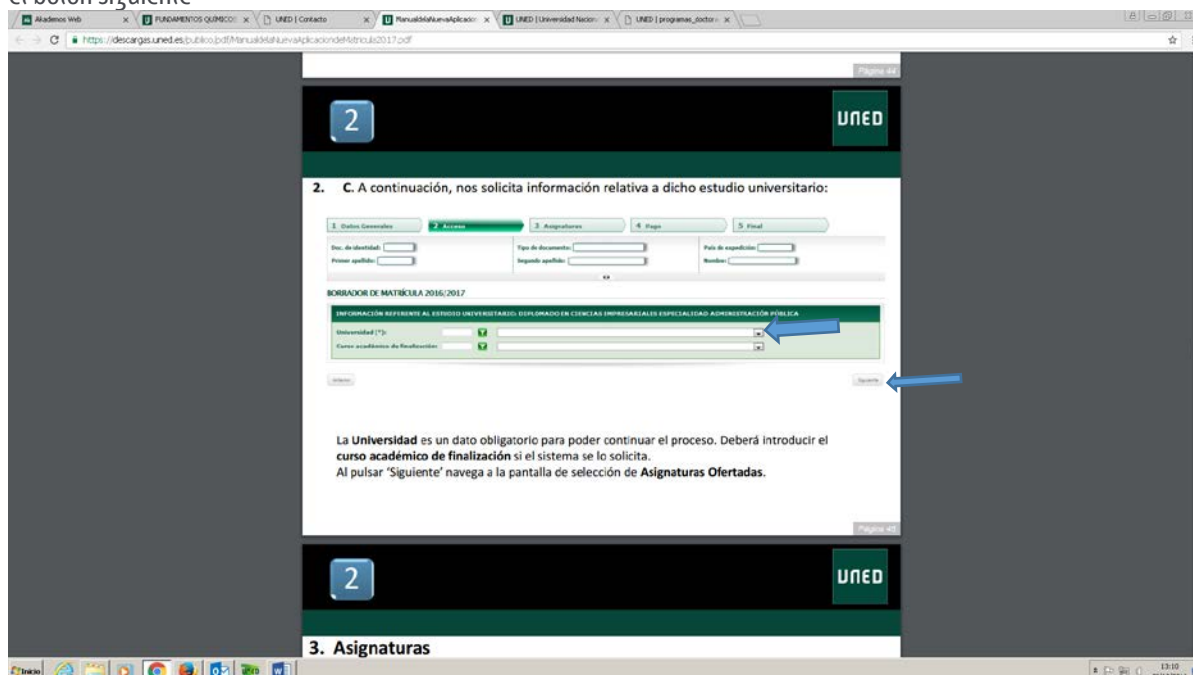 el botón siguiente
Akademos Web
FUNDAMENTOS QUÍMICOS
UNED | Contacto
UNED | Universidad Nacion
UNED | programas_doctor
https://descargas.uned.es/publico/pdf/ManualdelaNuevaAplicaciondeMatricula2017.pdf
Página 44
2
UNED
2. C. A continuación, nos solicita información relativa a dicho estudio universitario:
1 Datos Generales 2 Acceso 3 Asignaturas 4 Pago 5 Final
Doc. de identidad: Tipo de documento: País de expedición:
Primer apellido: Segundo apellido: Nombre:
BORRADOR DE MATRÍCULA 2016/2017
INFORMACIÓN REFERENTE AL ESTUDIO UNIVERSITARIO: DIPLOMADO EN CIENCIAS EMPRESARIALES ESPECIALIDAD ADMINISTRACIÓN PÚBLICA
Universidad (*):
Curso académico de finalización:
Anterior Siguiente
La Universidad es un dato obligatorio para poder continuar el proceso. Deberá introducir el
curso académico de finalización si el sistema se lo solicita.
Al pulsar ‘Siguiente’ navega a la pantalla de selección de Asignaturas Ofertadas.
Página 45
2
UNED
3. Asignaturas
Inicio
13:10